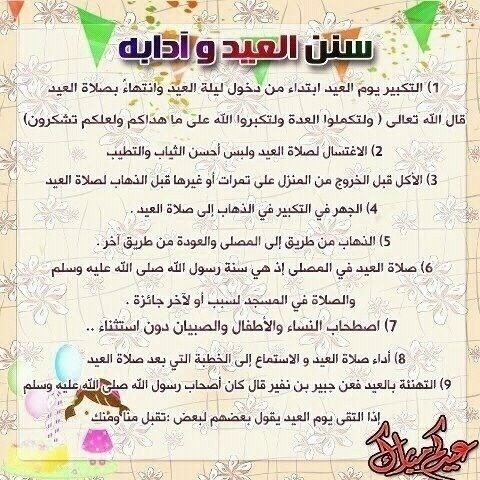 سنن العيد و آدابه
1) التكبير يوم العيد ابتداء من دخول ليلة العيد وانتهاءً بصلاة العيد
قال الله تعالى ( ولتكملوا العدة ولتكبروا الله على ما هداكم ولعلكم تشكرون)
2) الاغتسال لصلاة العيد ولبس أحسن الثياب والتطيب
3) الأكل قبل الخروج من المنزل على تمرات أو غيرها قبل الذهاب لصلاة العيد
4) الجهر في التكبير في الذهاب إلى صلاة العيد .
5) الذهاب من طريق إلى المصلى والعودة من طريق آخر .
6) صلاة العيد في المصلى إذ هي سنة رسول الله صلى الله عليه وسلم
والصلاة في المسجد لسبب أو لآخر جائزة .
7) اصطحاب النساء والأطفال والصبيان دون استثناء ..
8) أداء صلاة العيد و الاستماع إلى الخطبة التي بعد صلاة العيد
9) التهنئة بالعيد فعن جبير بن نفير قال كان أصحاب رسول الله صلى الله عليه وسلم
إذا التقى يوم العيد يقول بعضهم لبعض :تقبل منا ومنك
عيدكم مبارك